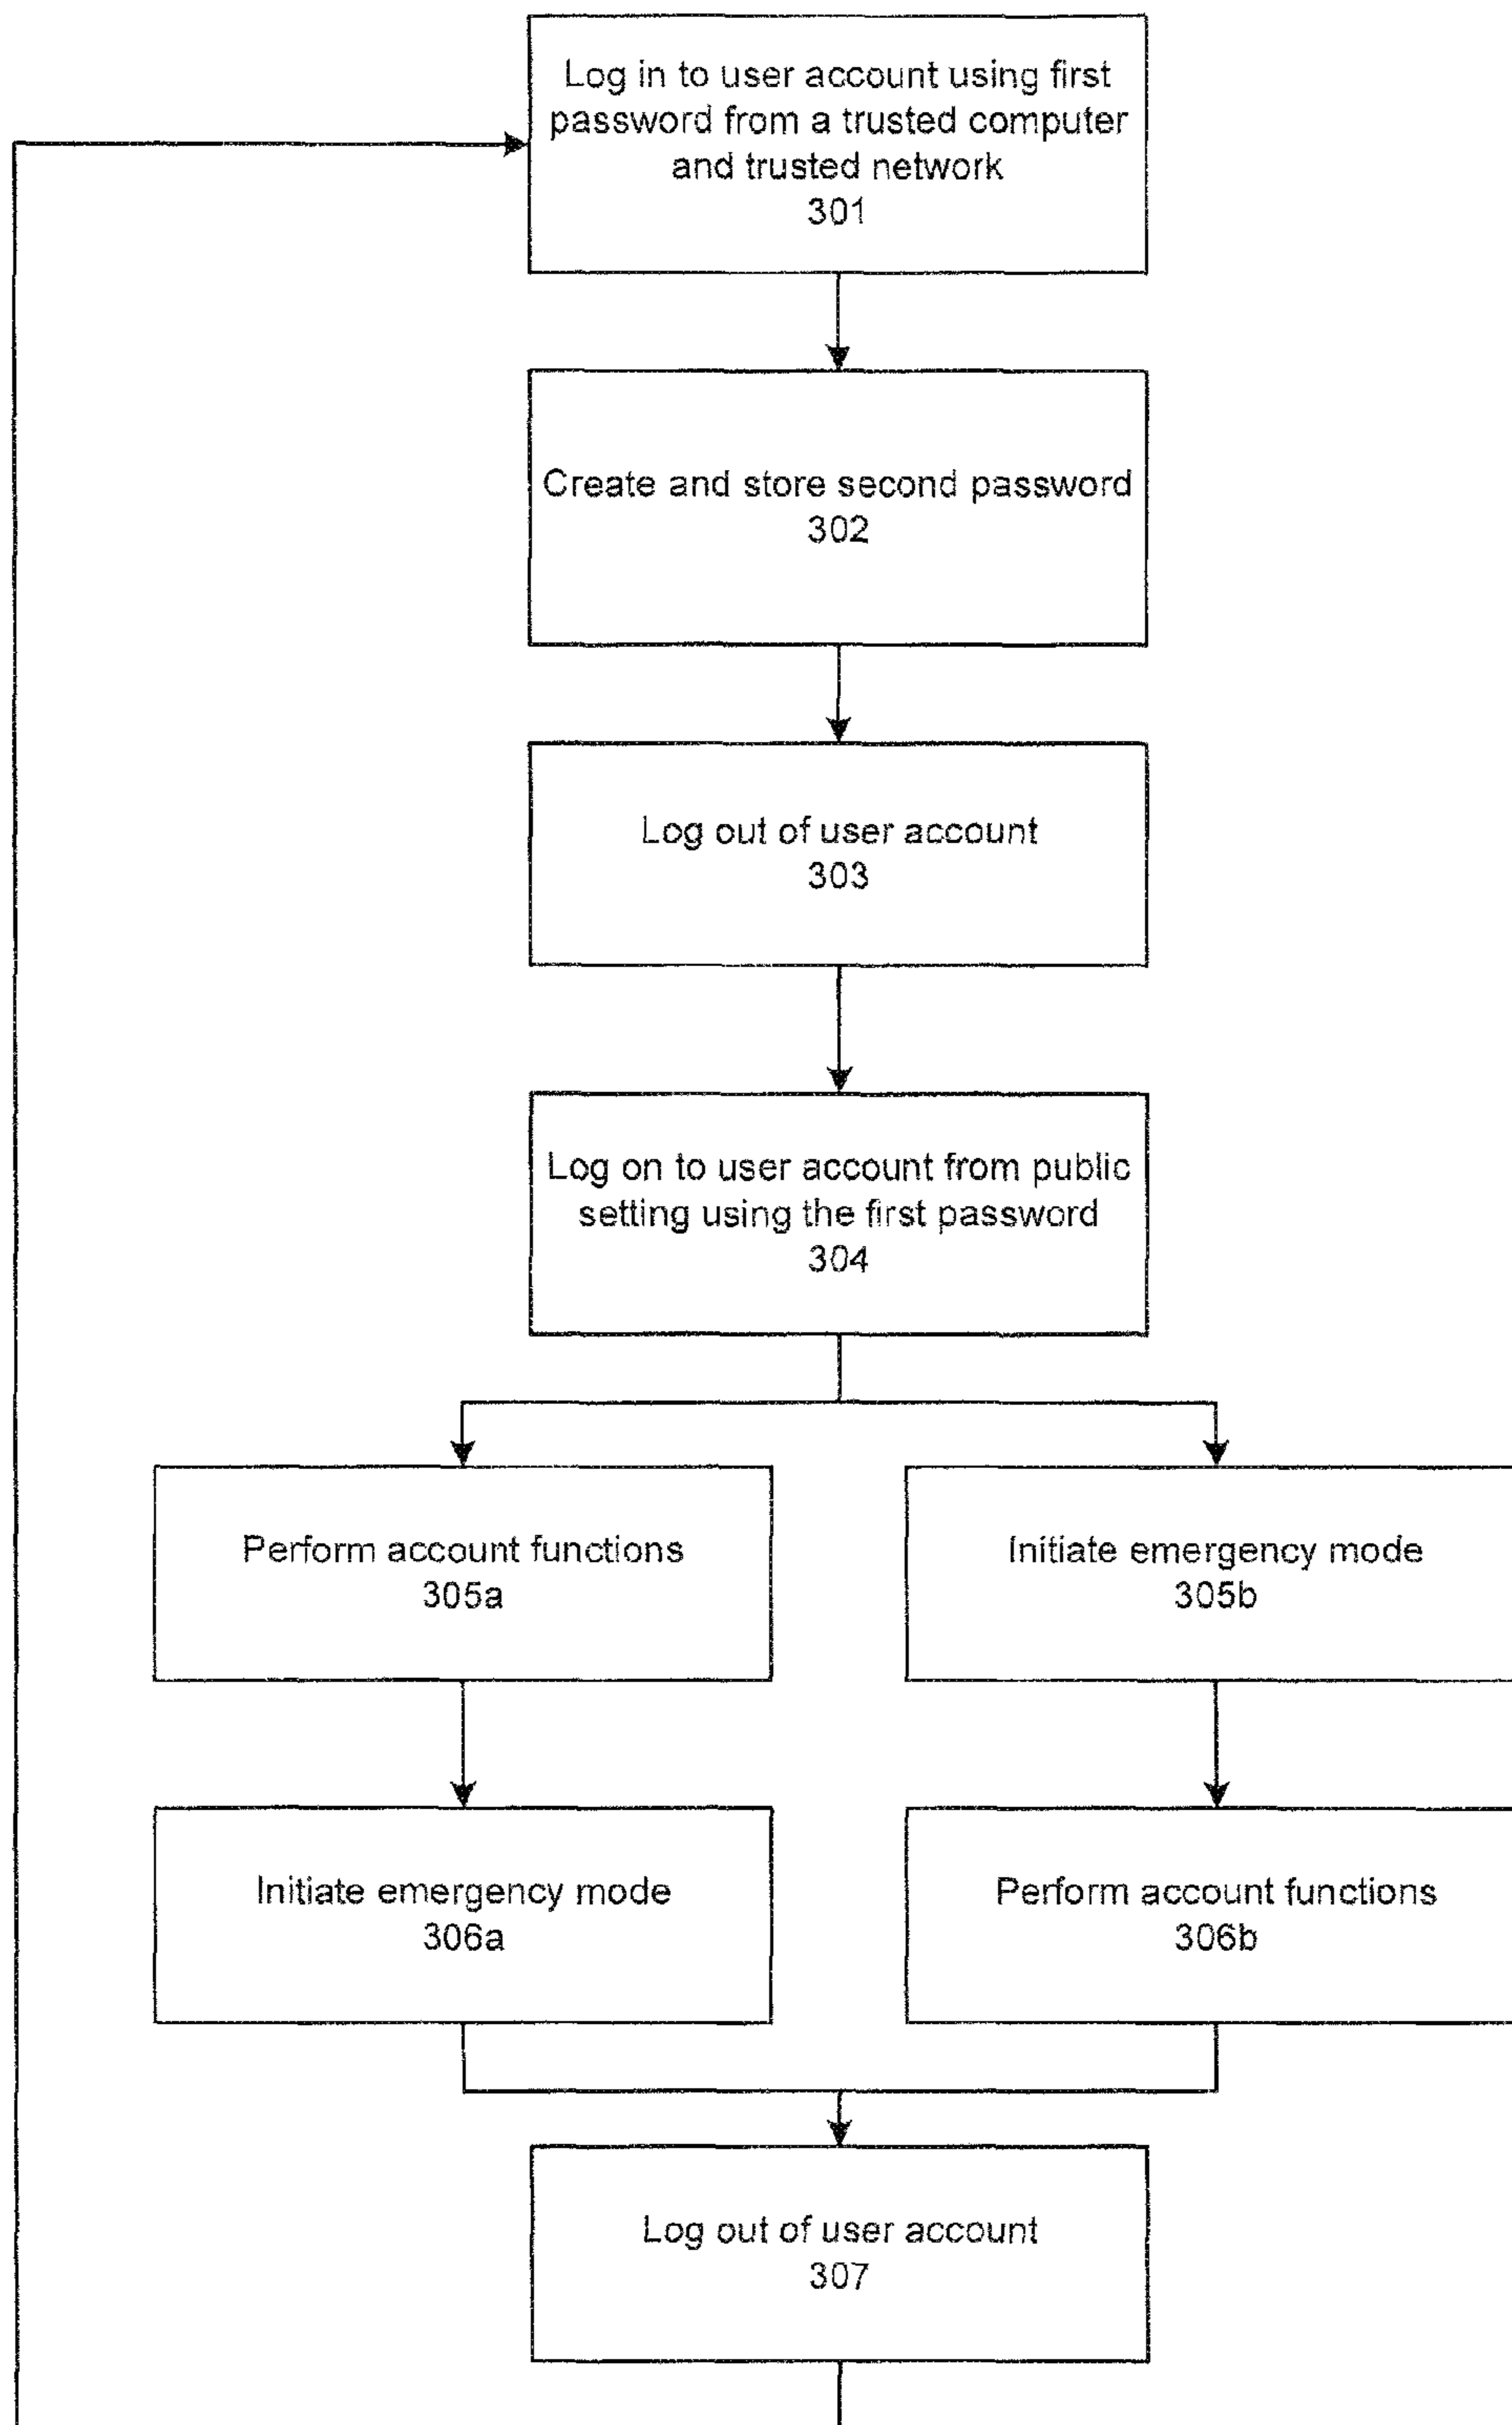 Log in to user account using first
password from a trusted computer
and trusted network
301
Create and store second password
302
Log out of user account
303
Log on to user account from public
setting using the first password
304
Perform account functions
305a
Initiate emergency mode
305b
Initiate emergency mode
306a
Perform account functions
306b
Log out of user account
307